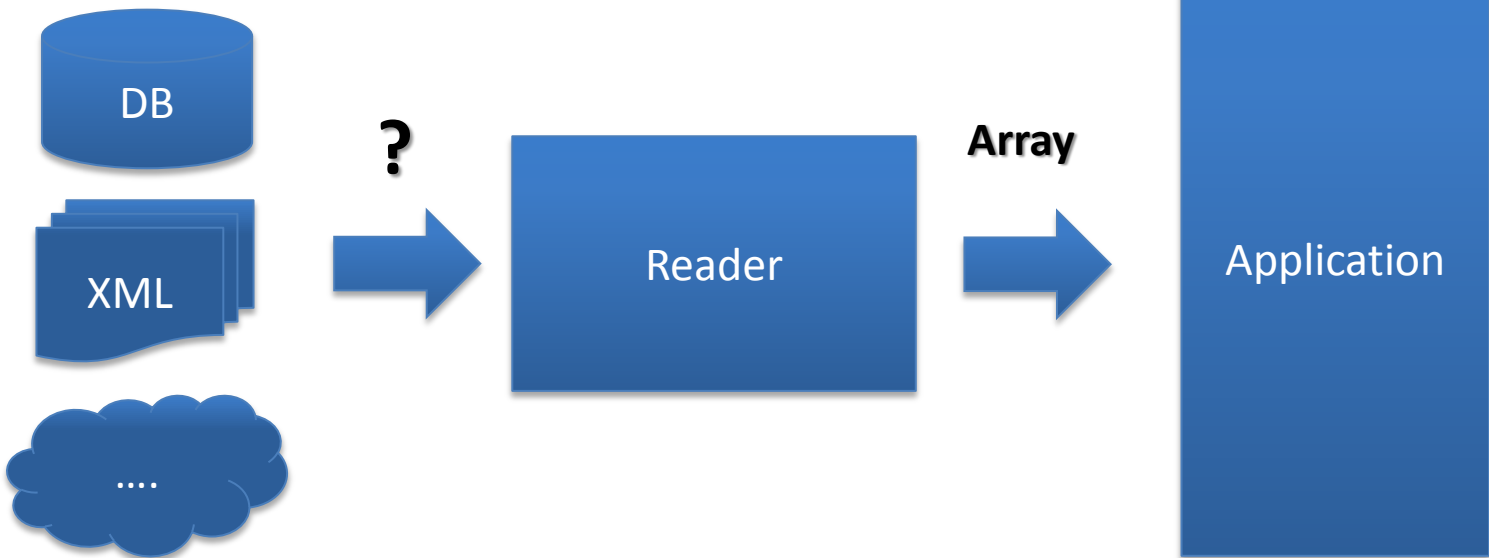 DB
XML
....
?
Reader
Array
Application